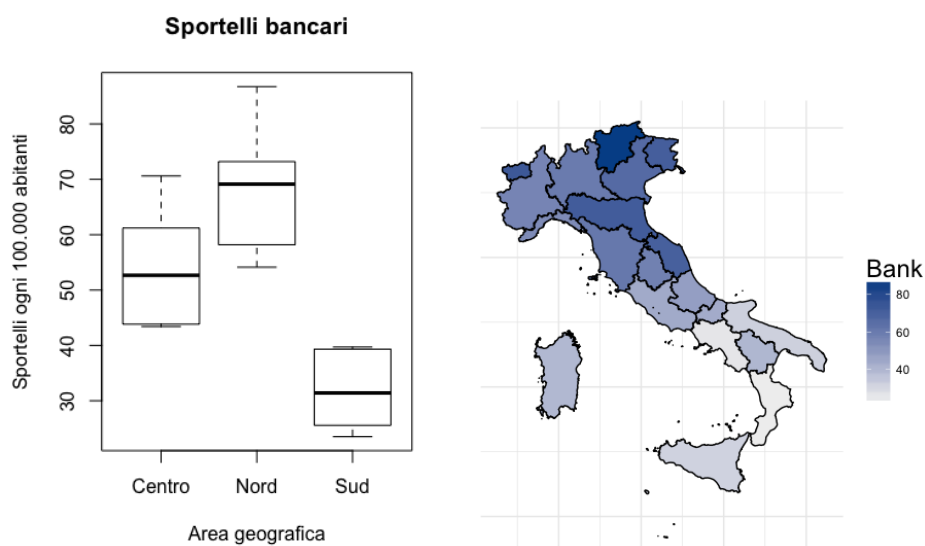 Sportelli bancari
Sportelli ogni 100.000 abitanti
80
70
60
50
40
30
Centro Nord Sud
Area geografica
Bank
80
60
40